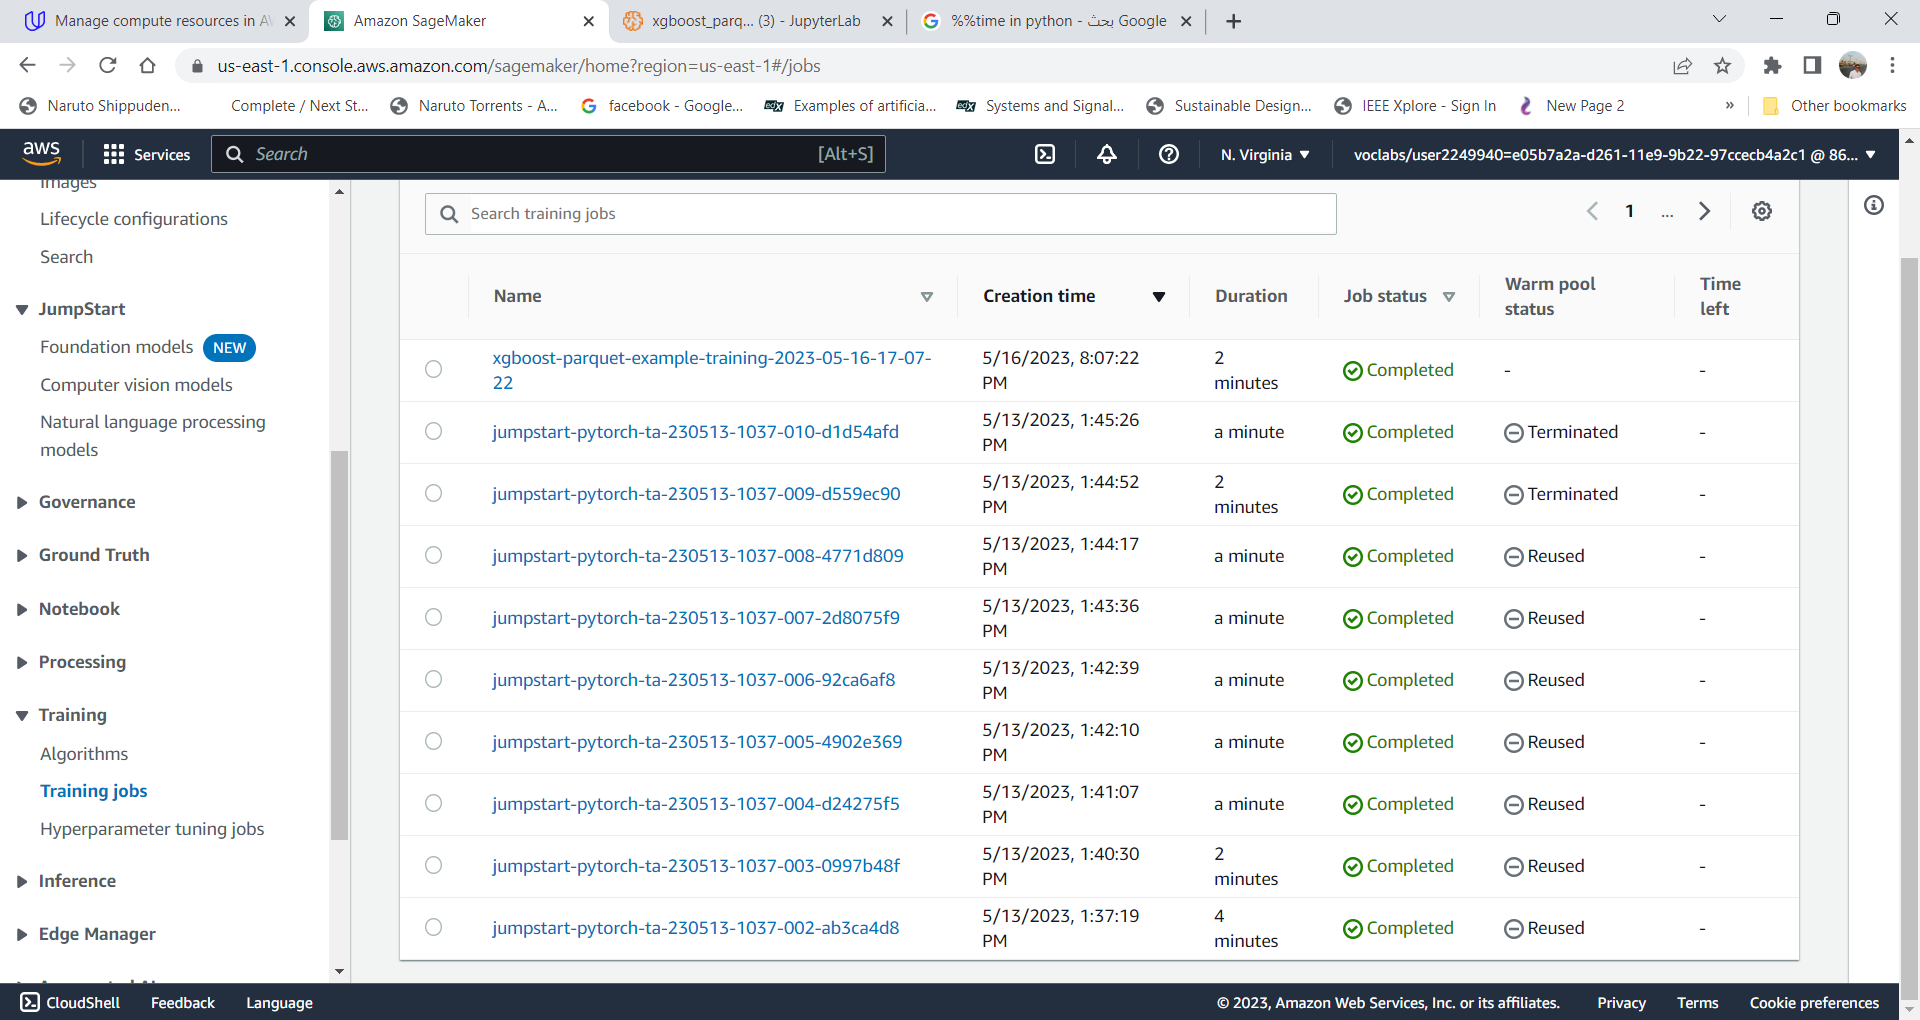 Manage compute resources in AW
Amazon SageMaker
xgboost_parq... (3) - JupyterLab
%%time in python - بحث Google
us-east-1.console.aws.amazon.com/sagemaker/home?region=us-east-1#/jobs
Naruto Shippuden...
Complete / Next St...
Naruto Torrents - A...
facebook - Google...
edX
Examples of artificia...
edX
Systems and Signal...
Sustainable Design...
IEEE Xplore - Sign In
New Page 2
»
Other bookmarks
aws
Services
Search
[Alt+S]
N. Virginia
voclabs/user2249940=e05b7a2a-d261-11e9-9b22-97ccecb4a2c1 @ 86...
Images
Lifecycle configurations
Search
JumpStart
Foundation models NEW
Computer vision models
Natural language processing
models
Governance
Ground Truth
Notebook
Processing
Training
Algorithms
Training jobs
Hyperparameter tuning jobs
Inference
Edge Manager
Search training jobs
1 ...
Name
Creation time
Duration
Job status
Warm pool
status
Time
left
xgboost-parquet-example-training-2023-05-16-17-07-
22
5/16/2023, 8:07:22
PM
2
minutes
Completed
-
-
jumpstart-pytorch-ta-230513-1037-010-d1d54afd
5/13/2023, 1:45:26
PM
a minute
Completed
Terminated
-
jumpstart-pytorch-ta-230513-1037-009-d559ec90
5/13/2023, 1:44:52
PM
2
minutes
Completed
Terminated
-
jumpstart-pytorch-ta-230513-1037-008-4771d809
5/13/2023, 1:44:17
PM
a minute
Completed
Reused
-
jumpstart-pytorch-ta-230513-1037-007-2d8075f9
5/13/2023, 1:43:36
PM
a minute
Completed
Reused
-
jumpstart-pytorch-ta-230513-1037-006-92ca6af8
5/13/2023, 1:42:39
PM
a minute
Completed
Reused
-
jumpstart-pytorch-ta-230513-1037-005-4902e369
5/13/2023, 1:42:10
PM
a minute
Completed
Reused
-
jumpstart-pytorch-ta-230513-1037-004-d24275f5
5/13/2023, 1:41:07
PM
a minute
Completed
Reused
-
jumpstart-pytorch-ta-230513-1037-003-0997b48f
5/13/2023, 1:40:30
PM
2
minutes
Completed
Reused
-
jumpstart-pytorch-ta-230513-1037-002-ab3ca4d8
5/13/2023, 1:37:19
PM
4
minutes
Completed
Reused
-
CloudShell
Feedback
Language
© 2023, Amazon Web Services, Inc. or its affiliates.
Privacy
Terms
Cookie preferences